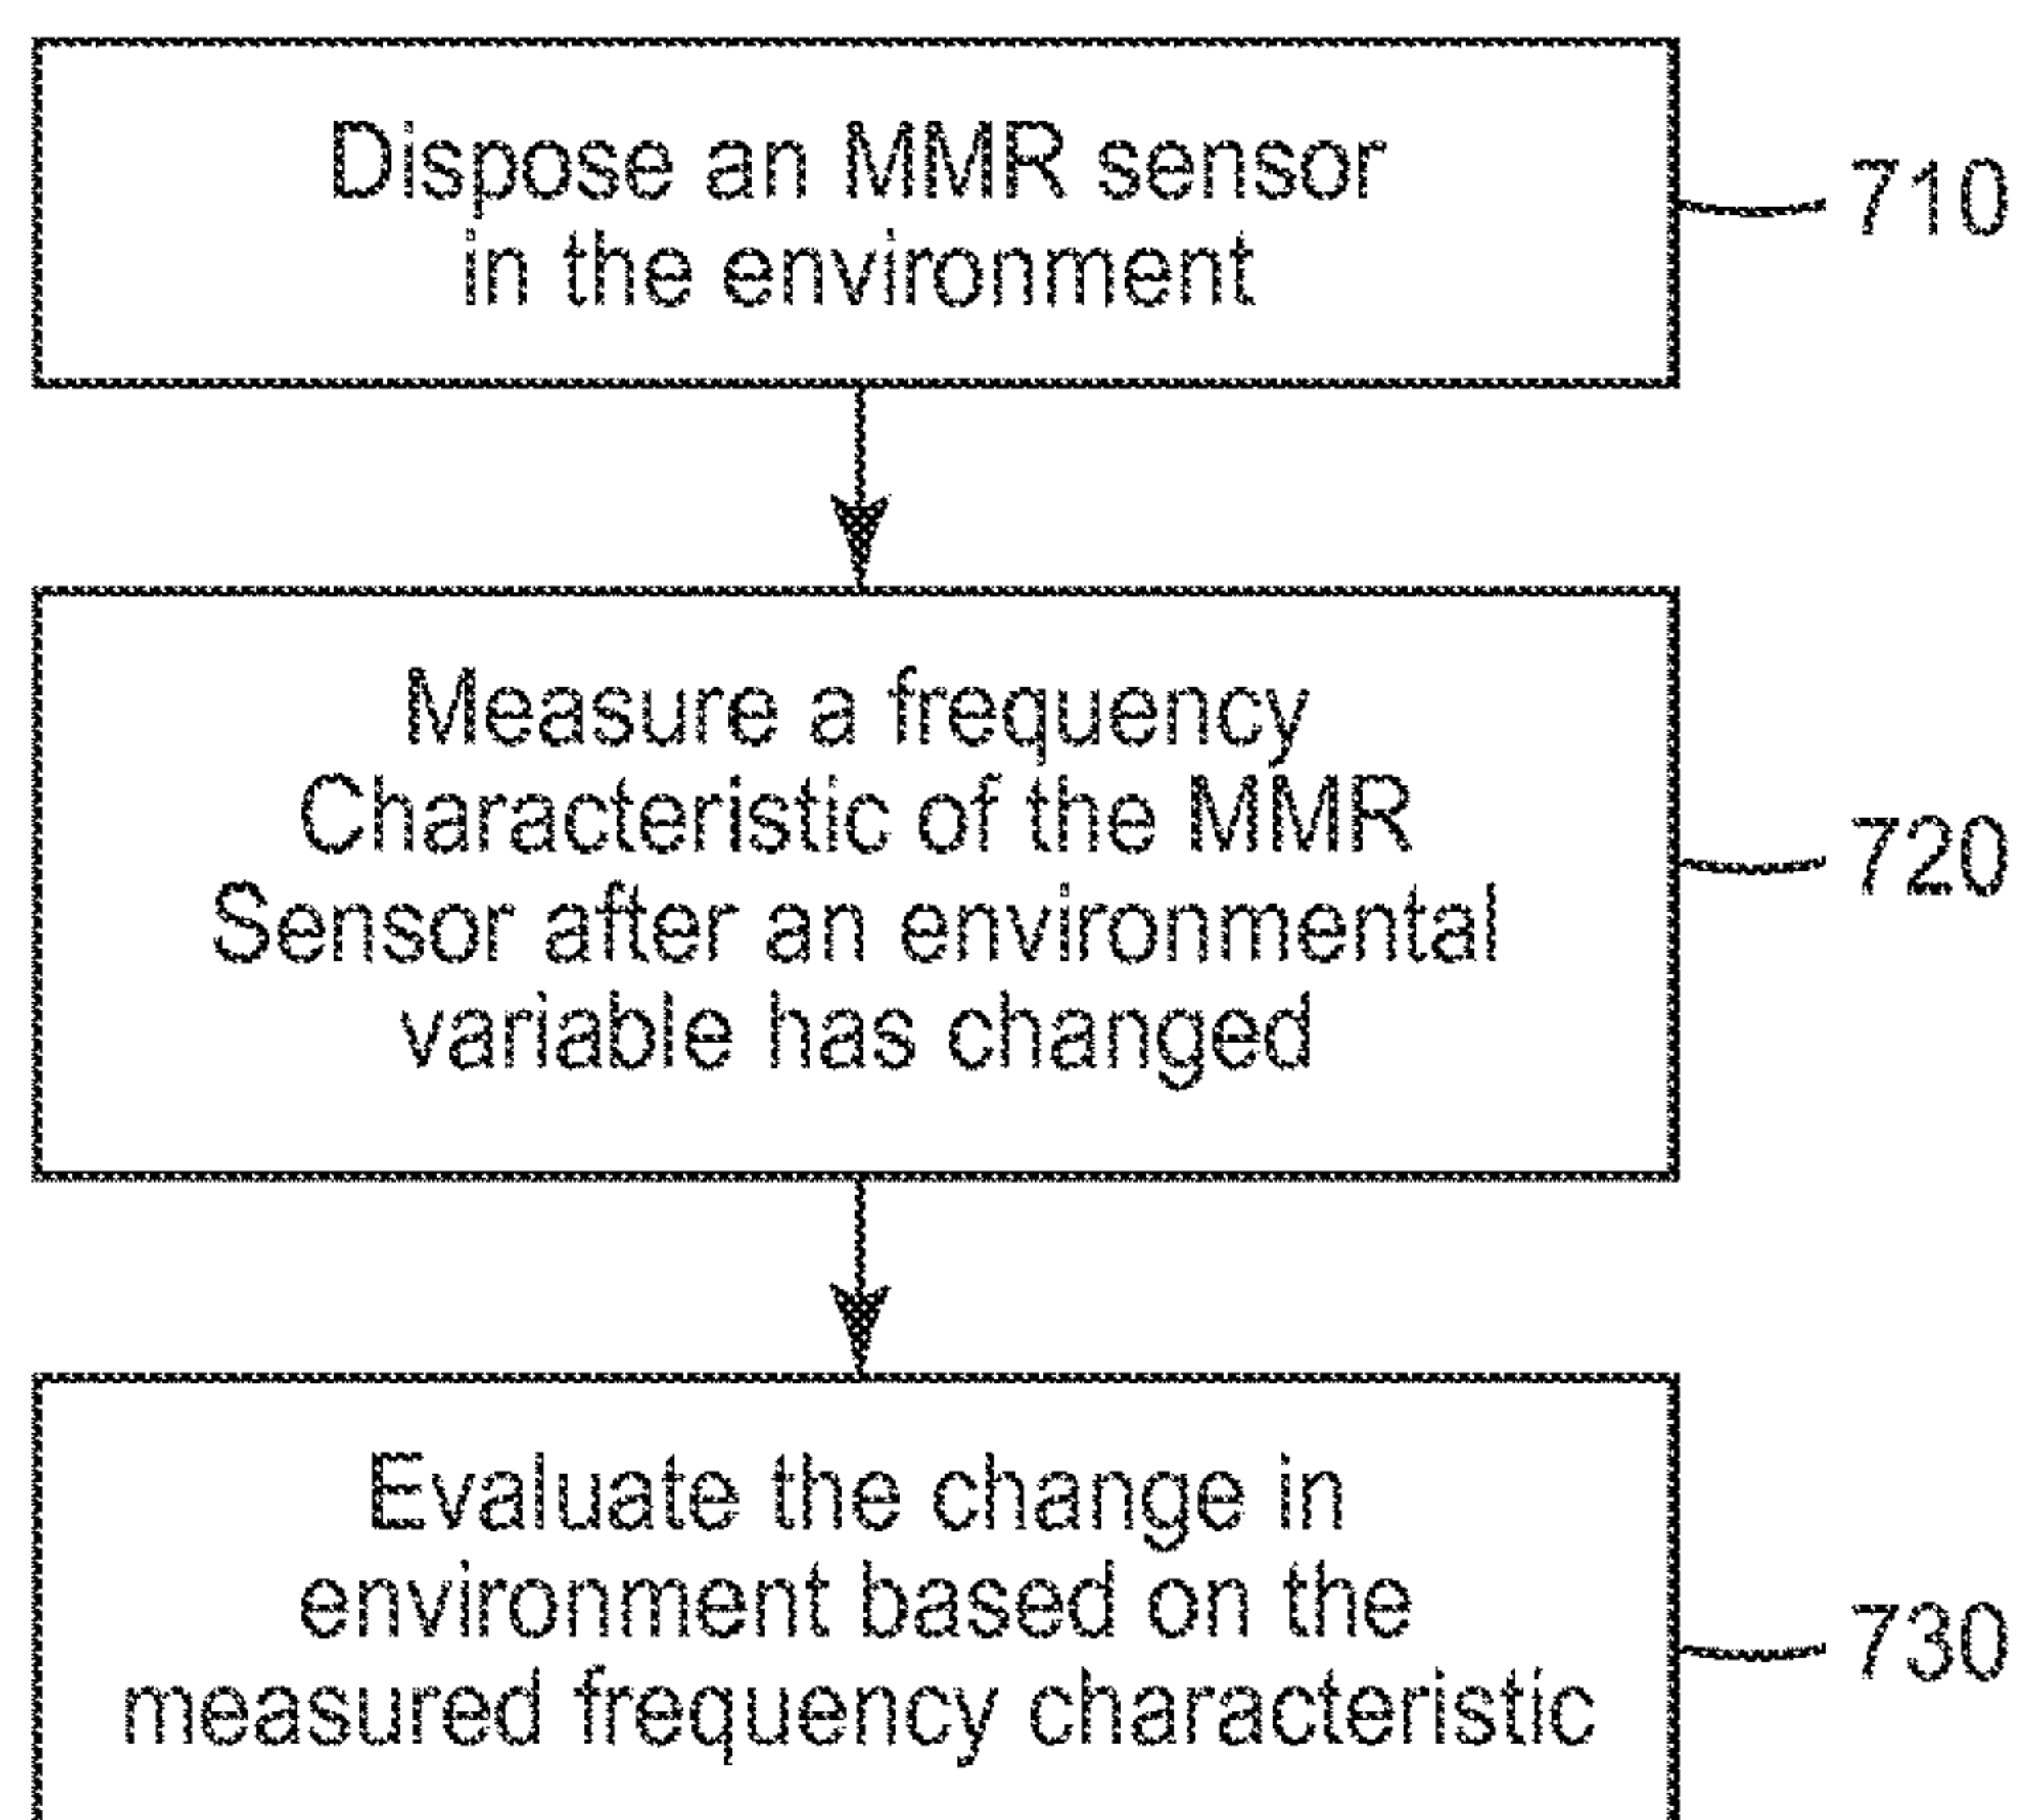 Dispose an MMR sensor
in the environment
710
Measure a frequency
Characteristic of the MMR
Sensor after an environmental
variable has changed
720
Evaluate the change in
environment based on the
measured frequency characteristic
730